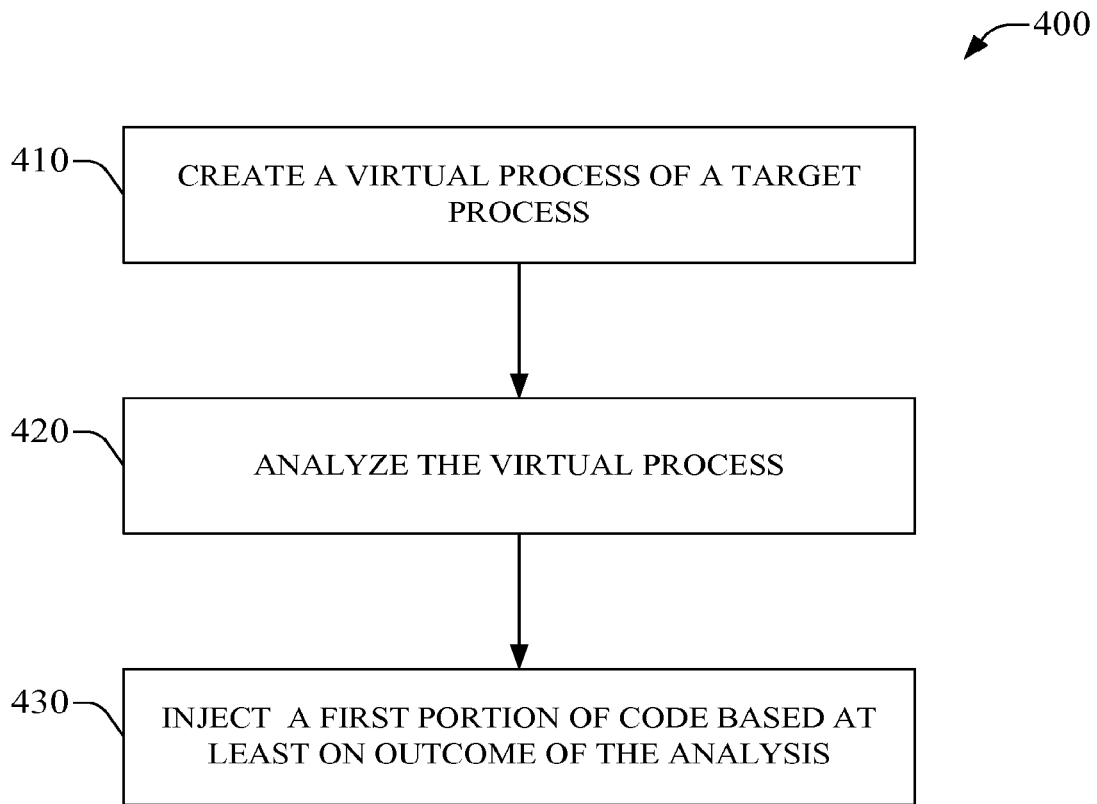 400
410
CREATE A VIRTUAL PROCESS OF A TARGET
PROCESS
420
ANALYZE THE VIRTUAL PROCESS
430
INJECT A FIRST PORTION OF CODE BASED AT
LEAST ON OUTCOME OF THE ANALYSIS